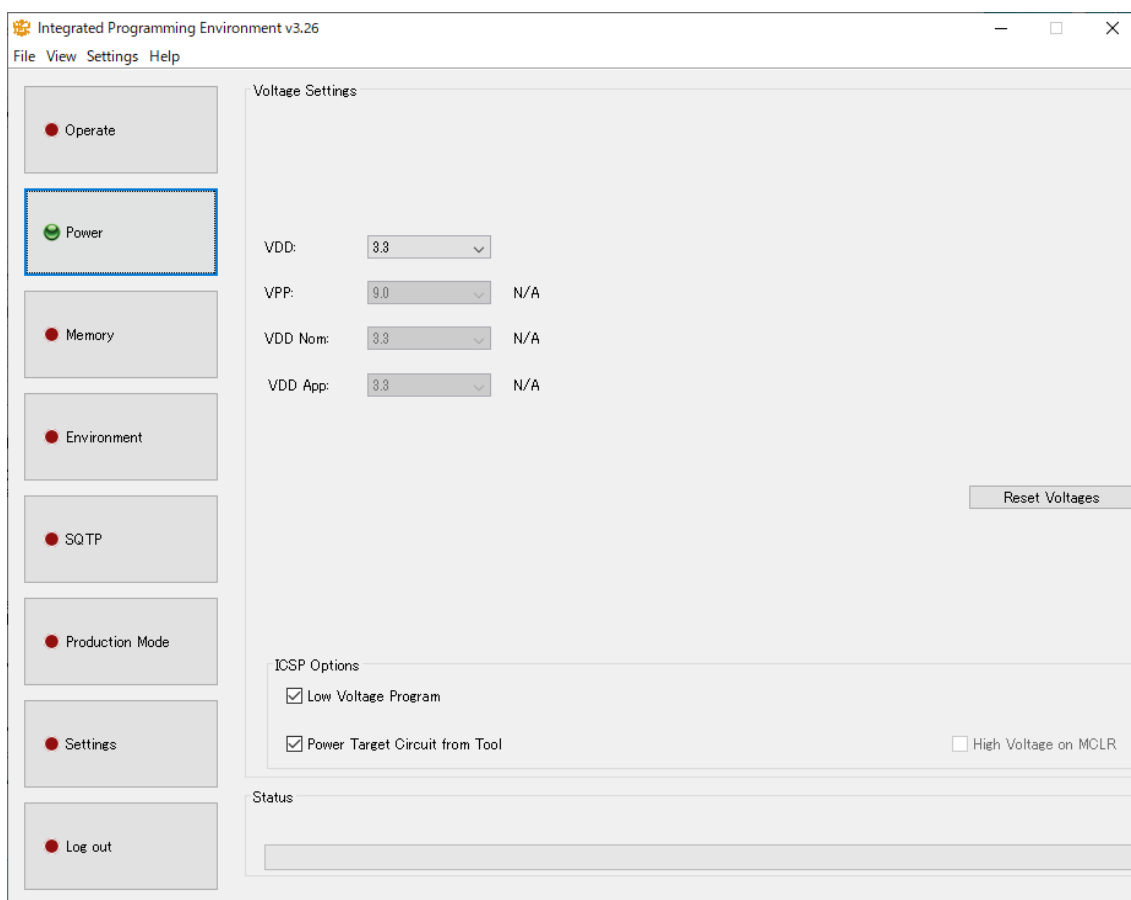 Integrated Programming Environment v3.26
File View Settings Help
Operate
Power
Memory
Environment
SQTP
Production Mode
Settings
Log out
Voltage Settings
VDD: 3.3
VPP: 9.0 N/A
VDD Nom: 3.3 N/A
VDD App: 3.3 N/A
Reset Voltages
ICSP Options
Low Voltage Program
Power Target Circuit from Tool
High Voltage on MCLR
Status